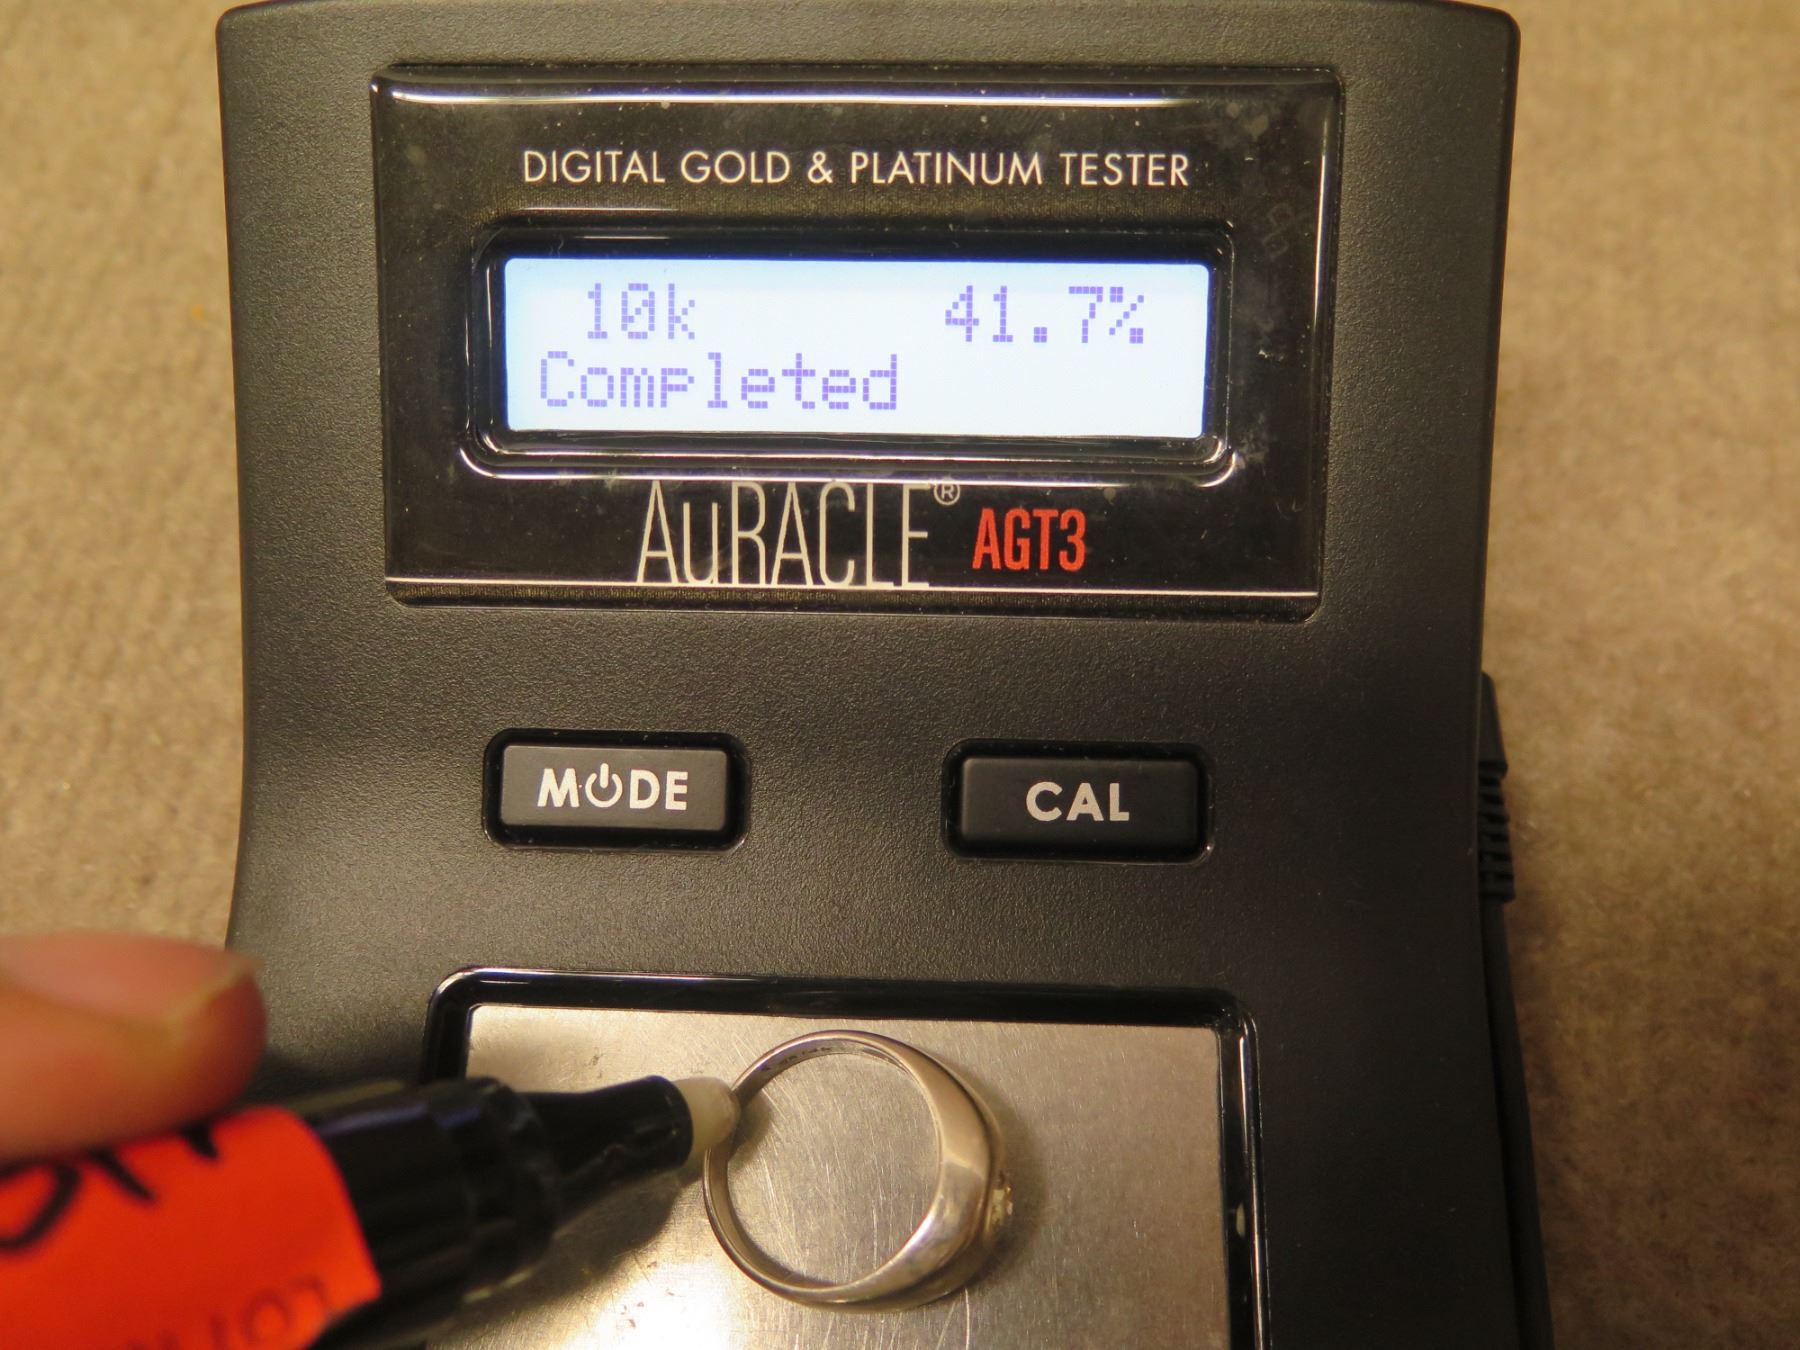 DIGITAL GOLD & PLATINUM TESTER
10k 41.7%
Completed
AuRACLE® AGT3
MODE
CAL